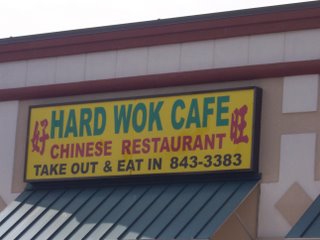 好 HARD WOK CAFE 旺
CHINESE RESTAURANT
TAKE OUT & EAT IN 843-3383